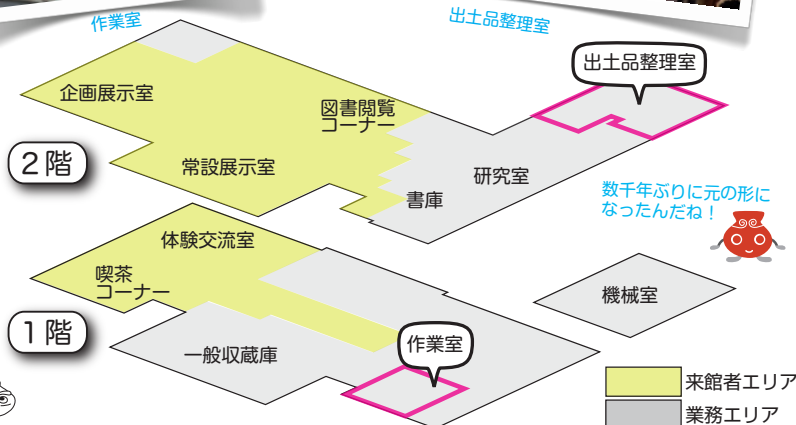 作業室
出土品整理室
出土品整理室
企画展示室
図書閲覧
コーナー
2階
常設展示室
研究室
書庫
数千年ぶりに元の形に
なったんだね！
体験交流室
喫茶
コーナー
機械室
1階
作業室
一般収蔵庫
来館者エリア
業務エリア